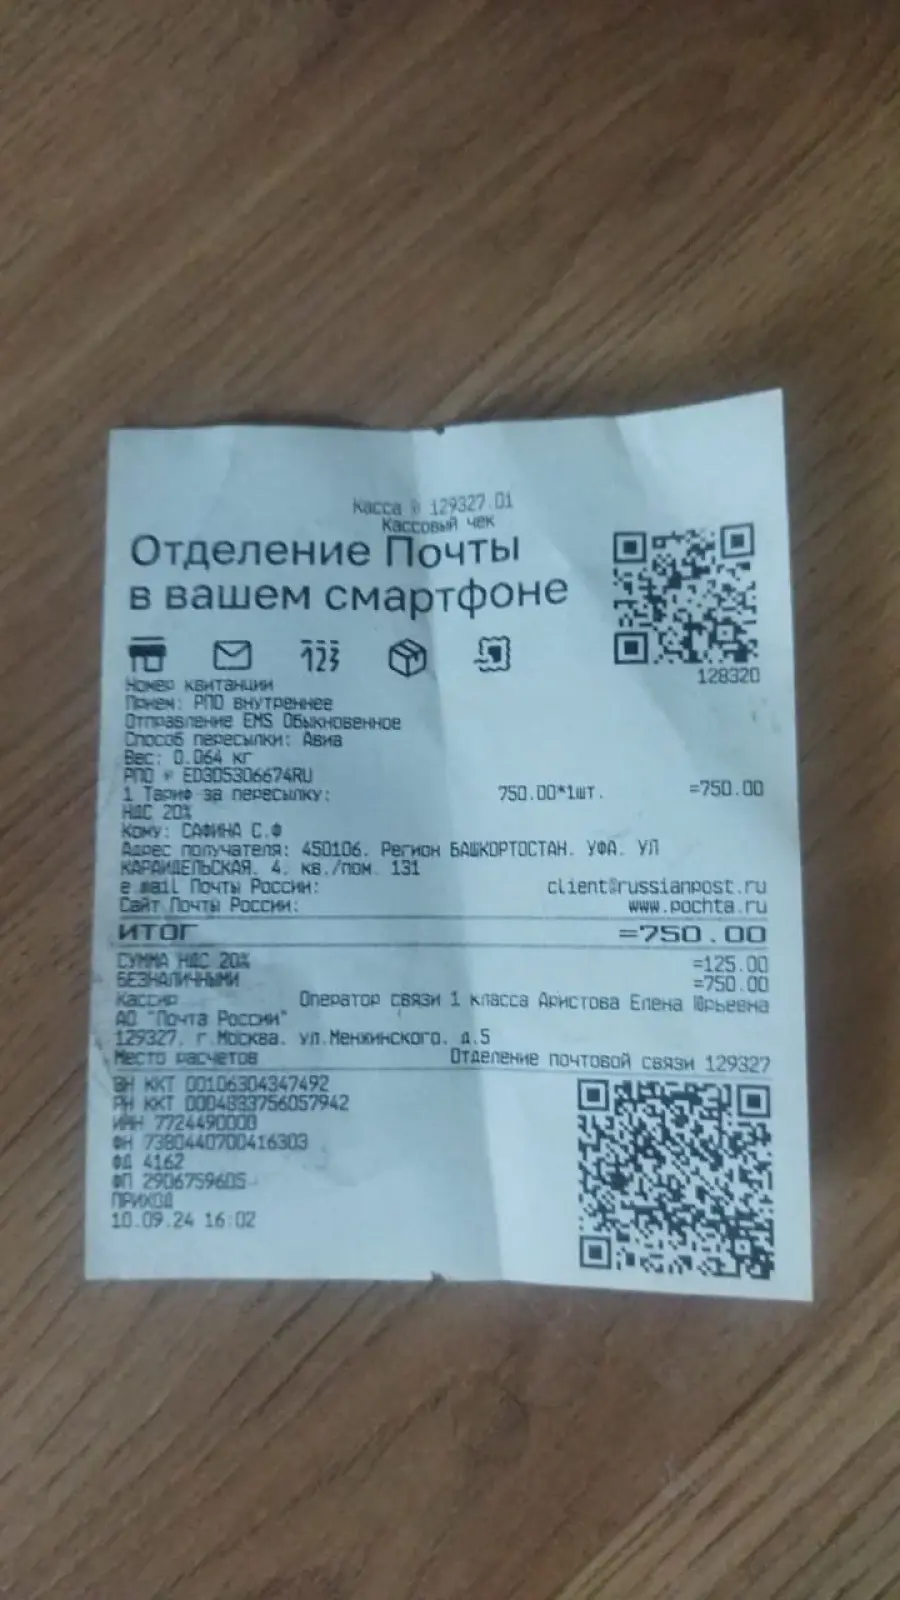 Касса № 129327.01
Кассовый чек
Отделение Почты
в вашем смартфоне
123
128320
Номер квитанции
Прием: РПО внутреннее
Отправление EMS Обыкновенное
Способ пересылки: Авиа
Вес: 0.064 кг
РПО № ED305306674RU
1 Тариф за пересылку: 750.00*1шт. =750.00
НДС 20%
Кому: САФИНА С.Ф
Адрес получателя: 450106. Регион БАШКОРТОСТАН. УФА. УЛ
КАРАИДЕЛЬСКАЯ. 4. кв./пом. 131
e.mail Почты России: client@russianpost.ru
Сайт Почты России: www.pochta.ru
ИТОГ =750.00
СУММА НДС 20% =125.00
БЕЗНАЛИЧНЫМИ =750.00
Кассир Оператор связи 1 класса Аристова Елена Юрьевна
АО "Почта России"
129327, г.Москва. ул.Менжинского. д.5
Место расчетов Отделение почтовой связи 129327
ЗН ККТ 00106304347492
РН ККТ 0004833756057942
ИНН 7724490000
ФН 7380440700416303
ФД 4162
ФП 2906759605
ПРИХОД
10.09.24 16:02